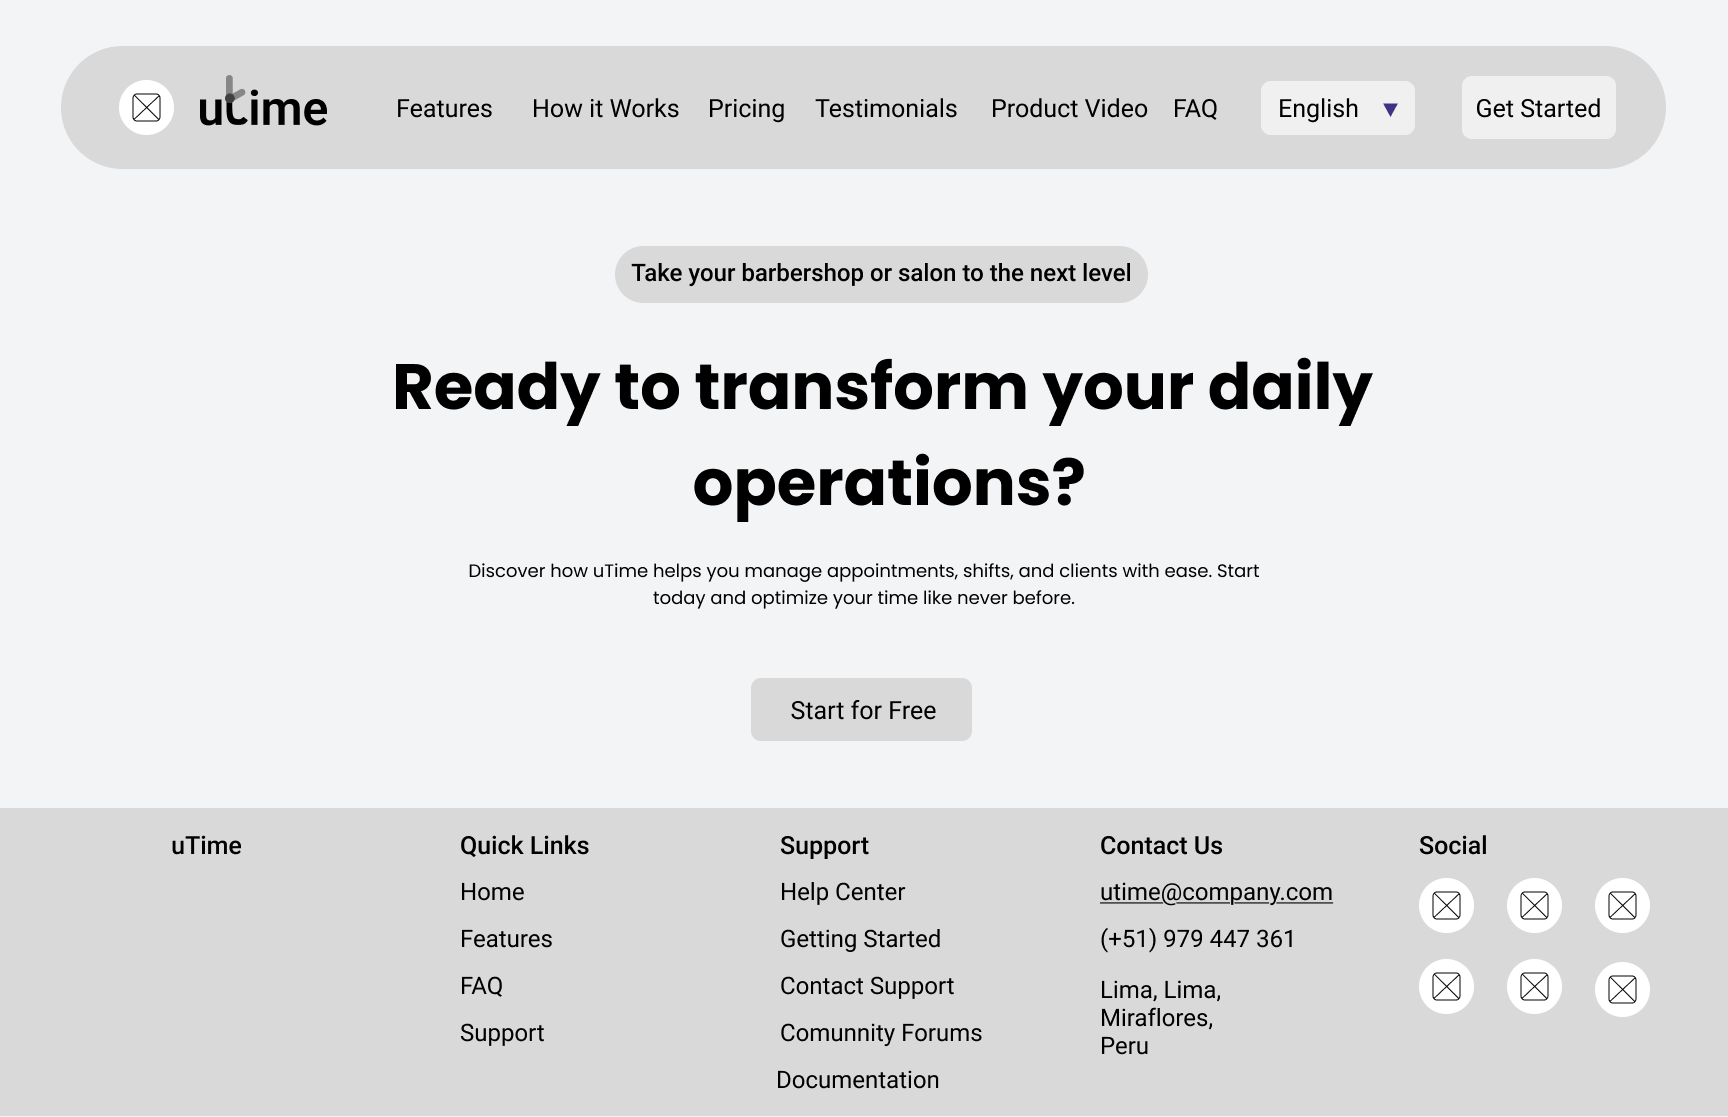 utime
Features
How it Works
Pricing
Testimonials
Product Video
FAQ
English
Get Started
Take your barbershop or salon to the next level
Ready to transform your daily
operations?
Discover how uTime helps you manage appointments, shifts, and clients with ease. Start
today and optimize your time like never before.
Start for Free
uTime
Quick Links
Home
Features
FAQ
Support
Support
Help Center
Getting Started
Contact Support
Comunnity Forums
Documentation
Contact Us
utime@company.com
(+51) 979 447 361
Lima, Lima,
Miraflores,
Peru
Social